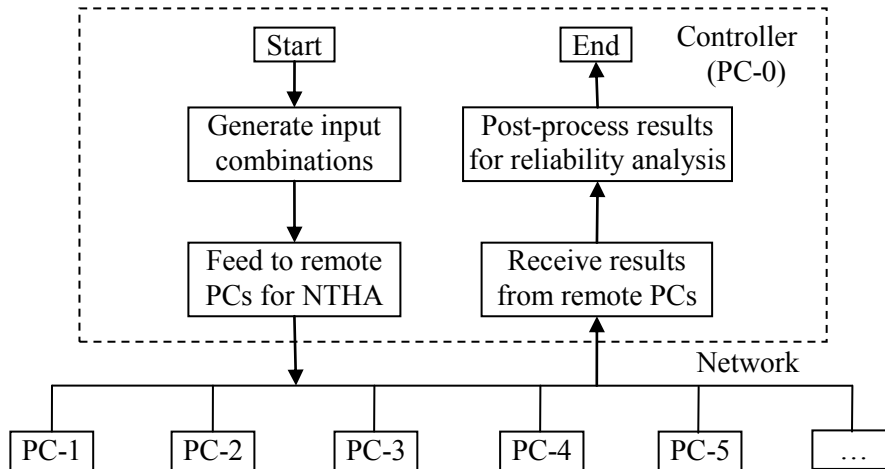 Start
End
Controller
(PC-0)
Generate input
combinations
Post-process results
for reliability analysis
Feed to remote
PCs for NTHA
Receive results
from remote PCs
Network
PC-1
PC-2
PC-3
PC-4
PC-5
…